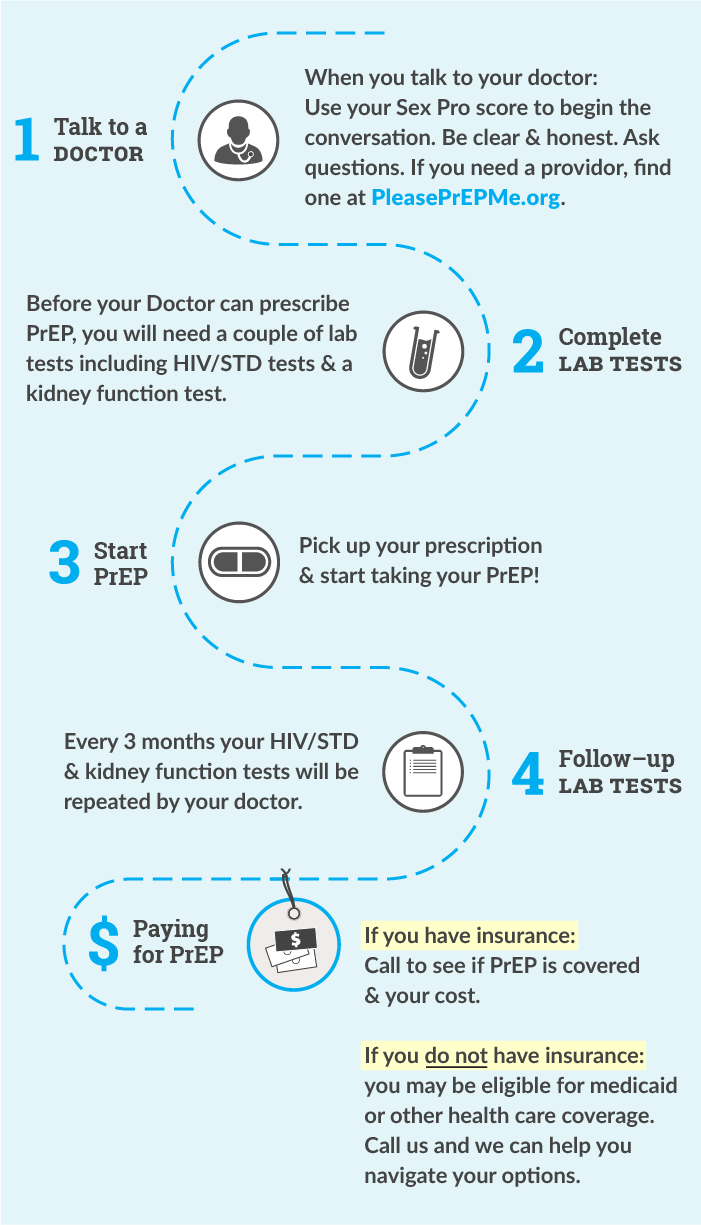 1 Talk to a
DOCTOR
When you talk to your doctor:
Use your Sex Pro score to begin the
conversation. Be clear & honest. Ask
questions. If you need a providor, find
one at PleasePrEPMe.org.
Before your Doctor can prescribe
PrEP, you will need a couple of lab
tests including HIV/STD tests & a
kidney function test.
2 Complete
LAB TESTS
3 Start
PrEP
Pick up your prescription
& start taking your PrEP!
Every 3 months your HIV/STD
& kidney function tests will be
repeated by your doctor.
4 Follow–up
LAB TESTS
$ Paying
for PrEP
$
If you have insurance:
Call to see if PrEP is covered
& your cost.
If you do not have insurance:
you may be eligible for medicaid
or other health care coverage.
Call us and we can help you
navigate your options.